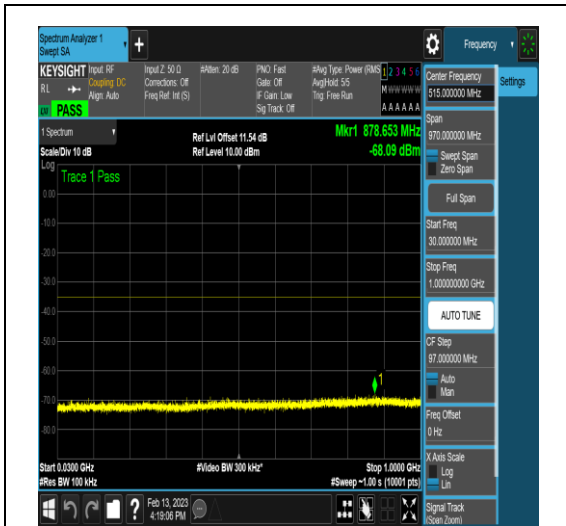 Spectrum Analyzer 1
Swept SA
Frequency
KEYSIGHT
RL
PASS
Input: RF
Coupling: DC
Align: Auto
Input Z: 50 Ω
Corrections: Off
Freq Ref: Int (S)
#Atten: 20 dB
PNO: Fast
Gate: Off
IF Gain: Low
Sig Track: Off
#Avg Type: Power (RMS
Avg|Hold: 5/5
Trig: Free Run
1 2 3 4 5 6
M W W W W W
A A A A A A
1 Spectrum
Scale/Div 10 dB
Ref Lvl Offset 11.54 dB
Ref Level 10.00 dBm
Mkr1 878.653 MHz
-68.09 dBm
Log
Trace 1 Pass
0.00
-10.0
-20.0
-30.0
-40.0
-50.0
-60.0
-70.0
-80.0
1
Start 0.0300 GHz
#Res BW 100 kHz
#Video BW 300 kHz*
Stop 1.0000 GHz
#Sweep ~1.00 s (10001 pts)
Feb 13, 2023
4:19:06 PM
Center Frequency
515.000000 MHz
Settings
Span
970.000000 MHz
Swept Span
Zero Span
Full Span
Start Freq
30.000000 MHz
Stop Freq
1.000000000 GHz
AUTO TUNE
CF Step
97.000000 MHz
Auto
Man
Freq Offset
0 Hz
X Axis Scale
Log
Lin
Signal Track
(Span Zoom)